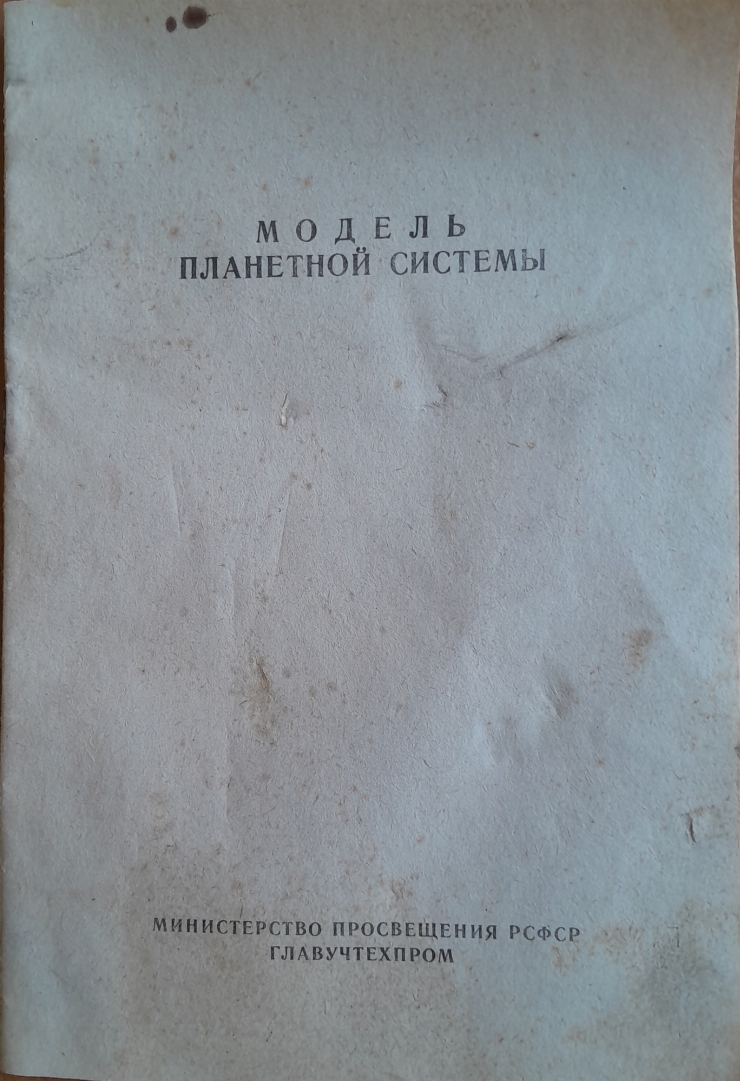 МОДЕЛЬ
ПЛАНЕТНОЙ СИСТЕМЫ
МИНИСТЕРСТВО ПРОСВЕЩЕНИЯ РСФСР
ГЛАВУЧТЕХПРОМ